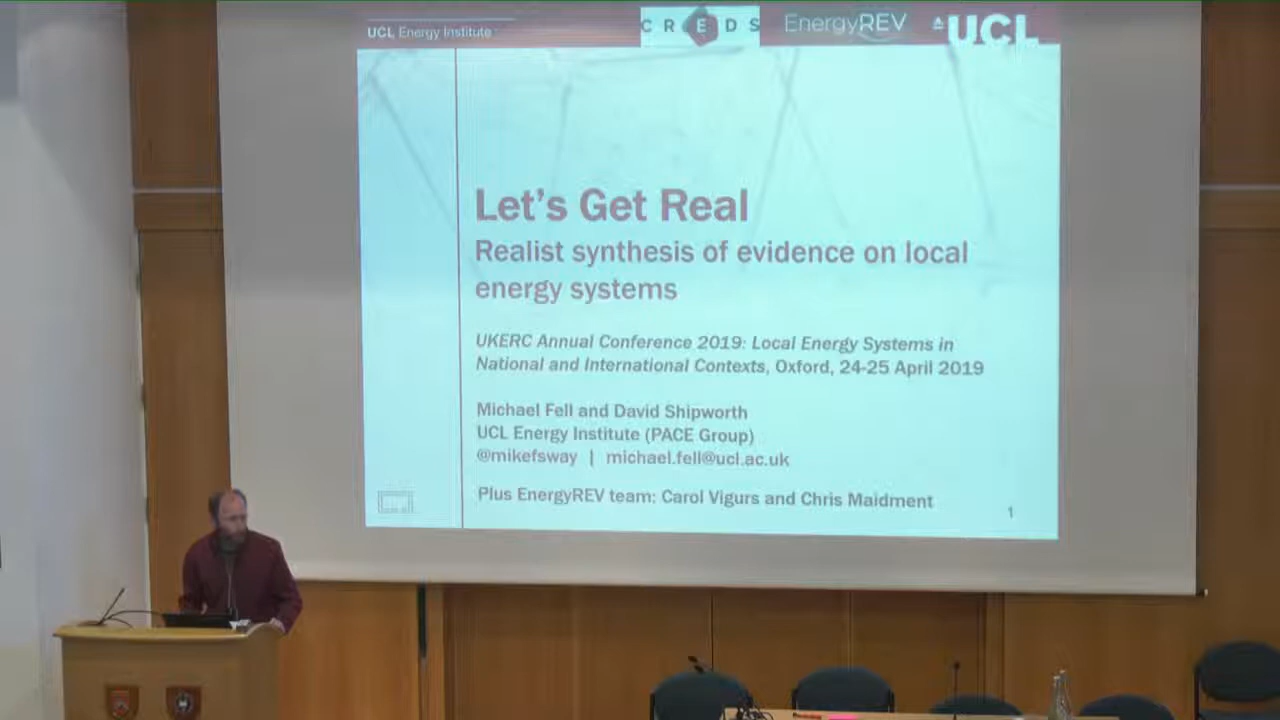 UCL Energy Institute
CREDS
EnergyREV
UCL
Let's Get Real
Realist synthesis of evidence on local
energy systems
UKERC Annual Conference 2019: Local Energy Systems in
National and International Contexts, Oxford, 24-25 April 2019
Michael Fell and David Shipworth
UCL Energy Institute (PACE Group)
@mikefsway | michael.fell@ucl.ac.uk
Plus EnergyREV team: Carol Vigurs and Chris Maidment
1